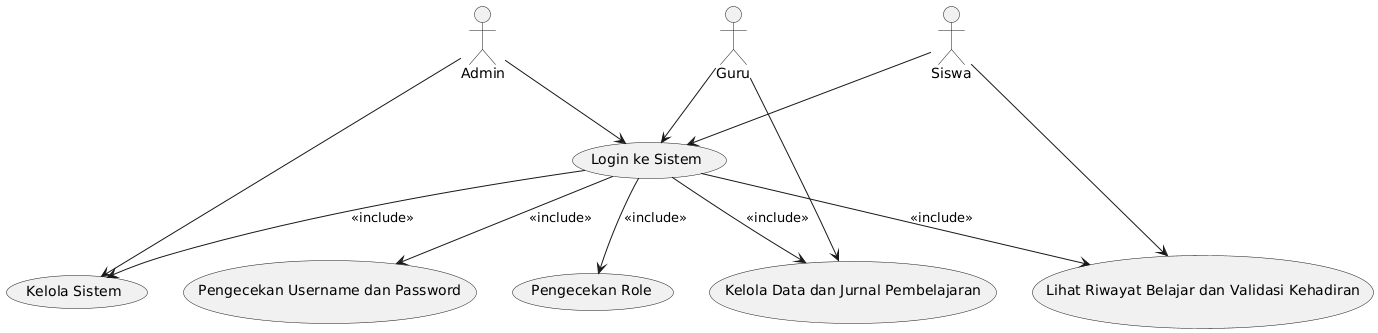 Admin
Guru
Siswa
Login ke Sistem
«include»
«include»
«include»
«include»
«include»
Kelola Sistem
Pengecekan Username dan Password
Pengecekan Role
Kelola Data dan Jurnal Pembelajaran
Lihat Riwayat Belajar dan Validasi Kehadiran